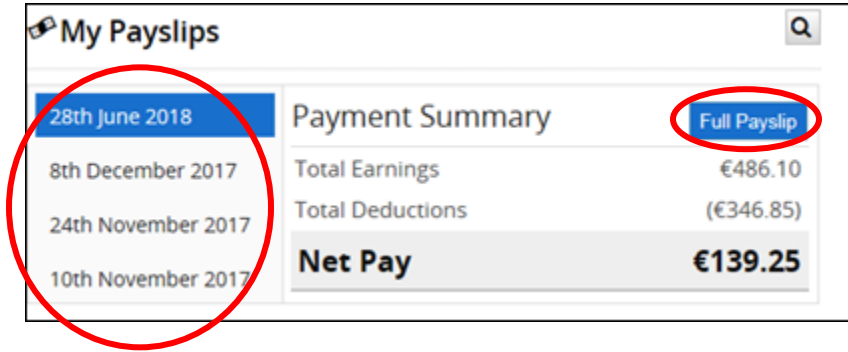 My Payslips
28th June 2018
8th December 2017
24th November 2017
10th November 2017
Payment Summary
Full Payslip
Total Earnings €486.10
Total Deductions (€346.85)
Net Pay €139.25